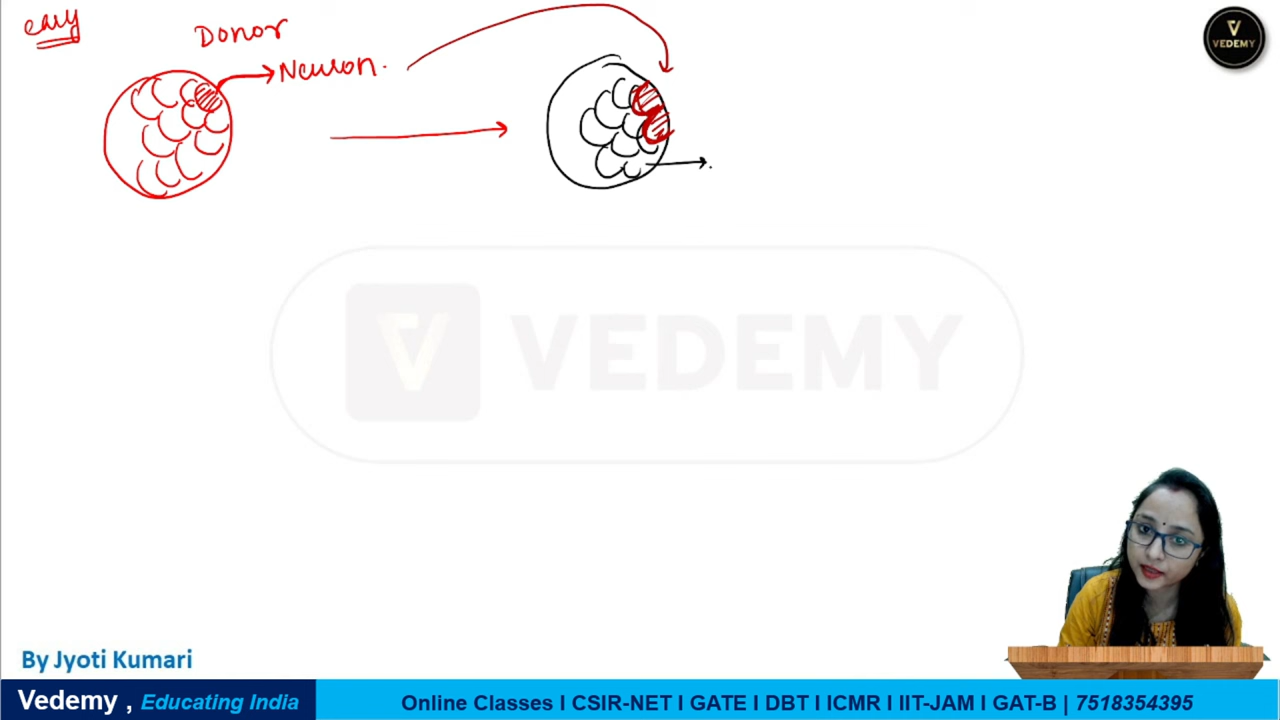 early
Donor
Neuron.
V
VEDEMY
VEDEMY
By Jyoti Kumari
Vedemy , Educating India
Online Classes I CSIR-NET I GATE I DBT I ICMR I IIT-JAM I GAT-B | 7518354395